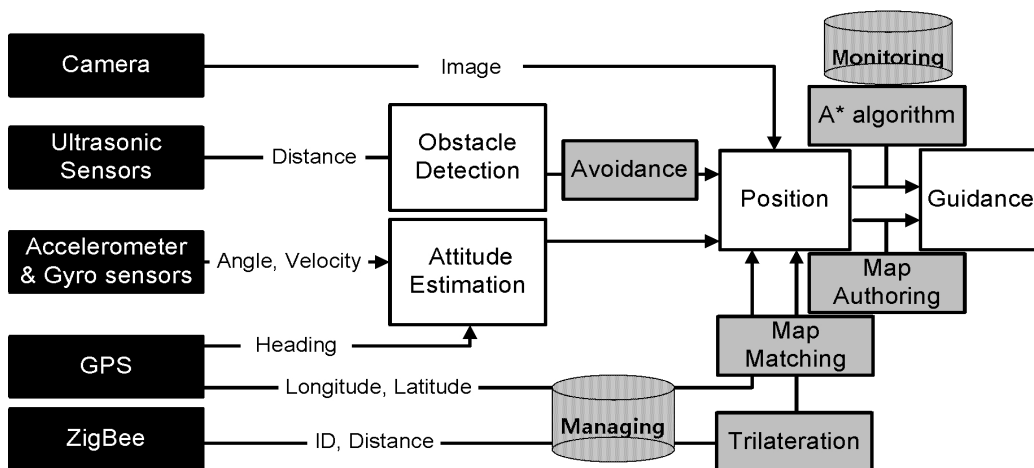 Camera
Image
Monitoring
A* algorithm
Ultrasonic
Sensors
Distance
Obstacle
Detection
Avoidance
Position
Guidance
Accelerometer
& Gyro sensors
Angle, Velocity
Attitude
Estimation
Map
Authoring
GPS
Heading
Longitude, Latitude
Map
Matching
ZigBee
ID, Distance
Managing
Trilateration